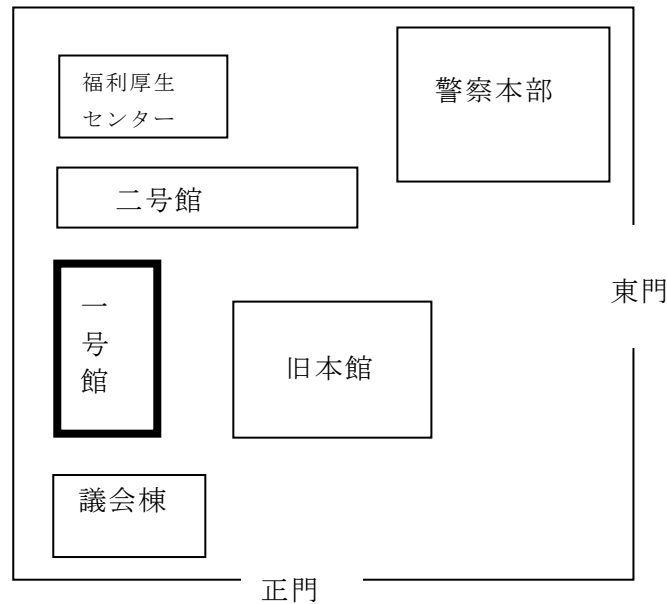 福利厚生
センター
警察本部
二号館
東門
一号館
旧本館
議会棟
正門